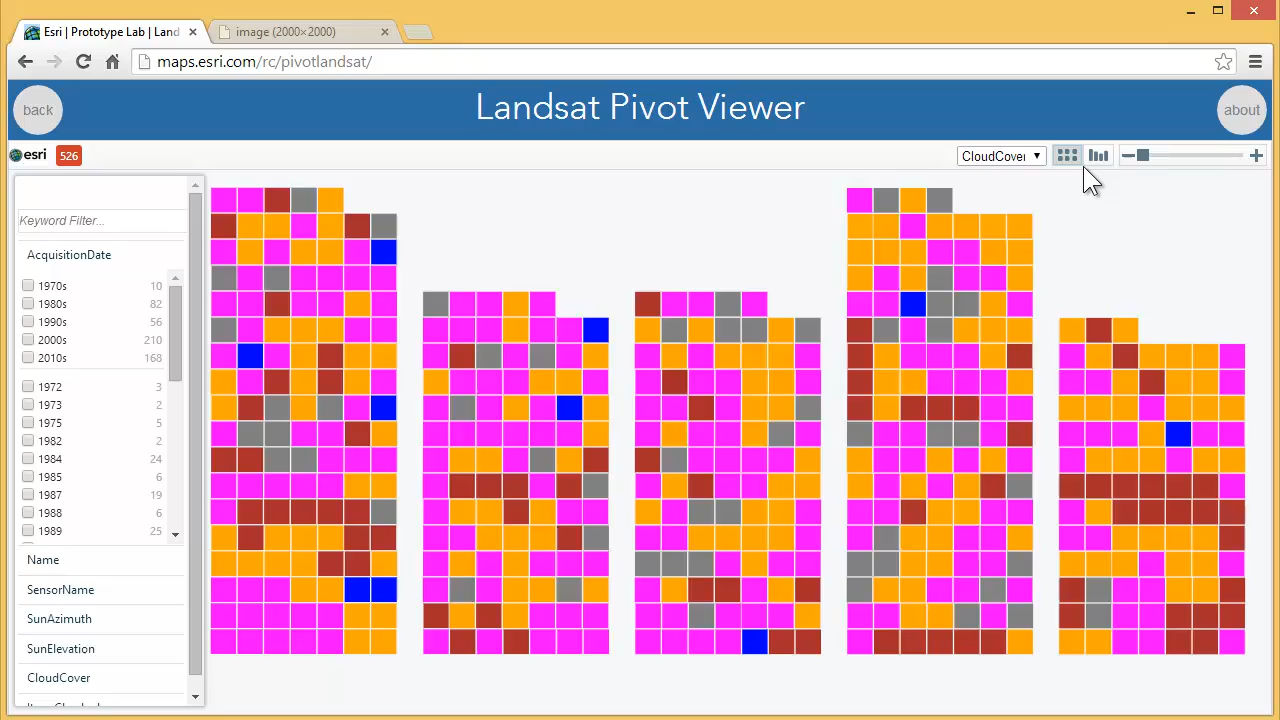 Esri | Prototype Lab | Land
image (2000×2000)
maps.esri.com/rc/pivotlandsat/
back
Landsat Pivot Viewer
about
esri
526
CloudCover
Keyword Filter...
AcquisitionDate
1970s 10
1980s 82
1990s 56
2000s 210
2010s 168
1972 3
1973 2
1975 5
1982 2
1984 24
1985 6
1987 19
1988 6
1989 25
Name
SensorName
SunAzimuth
SunElevation
CloudCover